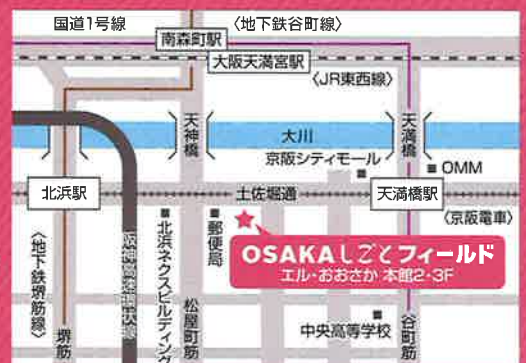 国道1号線
〈地下鉄谷町線〉
南森町駅
大阪天満宮駅
〈JR東西線〉
天神橋
大川
天満橋
京阪シティモール
OMM
北浜駅
土佐堀通
天満橋駅
〈京阪電車〉
〈地下鉄堺筋線〉
堺筋
阪神高速環状線
北浜ネクスビルディング
郵便局
松屋町筋
OSAKAしごとフィールド
エル・おおさか 本館2・3F
中央高等学校
谷町筋